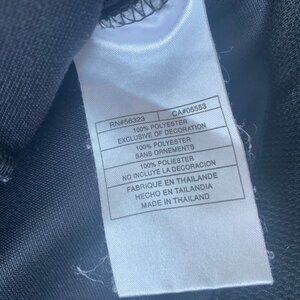 RN#56323 CA#05553
100% POLYESTER
EXCLUSIVE OF DECORATION
100% POLYESTER
SANS ORNEMENTS
100% POLIESTER
NO INCLUYE LA DECORACION
FABRIQUE EN THAILANDE
HECHO EN TAILANDIA
MADE IN THAILAND